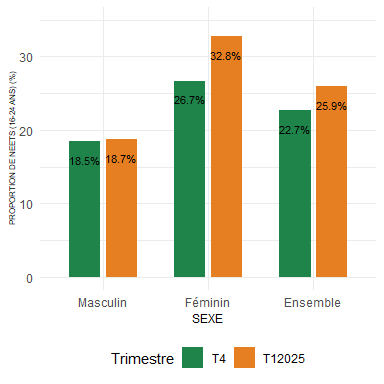 PROPORTION DE NEETS (16-24 ANS) (%)
30
20
10
0
18.5%
18.7%
26.7%
32.8%
22.7%
25.9%
Masculin
Féminin
Ensemble
SEXE
Trimestre
T4
T12025